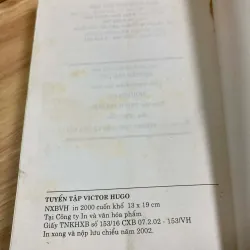 TUYỂN TẬP VICTOR HUGO
NXBVH in 2000 cuốn khổ 13 x 19 cm
Tại Công ty In và văn hóa phẩm
Giấy TNKHXB số 153/16 CXB 07.2.02 - 153/VH
In xong và nộp lưu chiểu năm 2002.